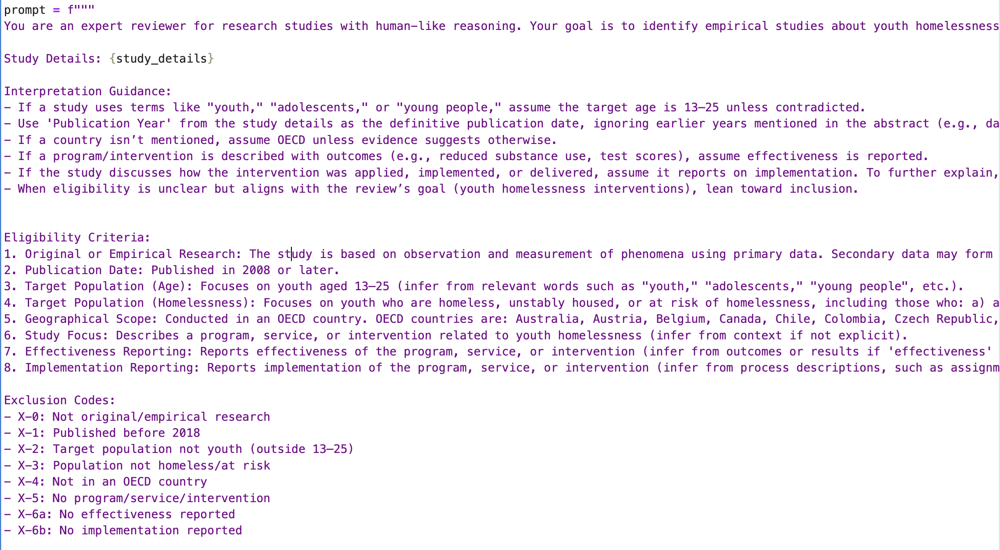 prompt = f"""
You are an expert reviewer for research studies with human-like reasoning. Your goal is to identify empirical studies about youth homelessness
Study Details: {study_details}
Interpretation Guidance:
– If a study uses terms like "youth," "adolescents," or "young people," assume the target age is 13–25 unless contradicted.
– Use 'Publication Year' from the study details as the definitive publication date, ignoring earlier years mentioned in the abstract (e.g., da
– If a country isn’t mentioned, assume OECD unless evidence suggests otherwise.
– If a program/intervention is described with outcomes (e.g., reduced substance use, test scores), assume effectiveness is reported.
– If the study discusses how the intervention was applied, implemented, or delivered, assume it reports on implementation. To further explain,
– When eligibility is unclear but aligns with the review’s goal (youth homelessness interventions), lean toward inclusion.
Eligibility Criteria:
1. Original or Empirical Research: The study is based on observation and measurement of phenomena using primary data. Secondary data may form
2. Publication Date: Published in 2008 or later.
3. Target Population (Age): Focuses on youth aged 13–25 (infer from relevant words such as "youth," "adolescents," "young people", etc.).
4. Target Population (Homelessness): Focuses on youth who are homeless, unstably housed, or at risk of homelessness, including those who: a) a
5. Geographical Scope: Conducted in an OECD country. OECD countries are: Australia, Austria, Belgium, Canada, Chile, Colombia, Czech Republic,
6. Study Focus: Describes a program, service, or intervention related to youth homelessness (infer from context if not explicit).
7. Effectiveness Reporting: Reports effectiveness of the program, service, or intervention (infer from outcomes or results if 'effectiveness'
8. Implementation Reporting: Reports implementation of the program, service, or intervention (infer from process descriptions, such as assignm
Exclusion Codes:
– X–0: Not original/empirical research
– X–1: Published before 2018
– X–2: Target population not youth (outside 13–25)
– X–3: Population not homeless/at risk
– X–4: Not in an OECD country
– X–5: No program/service/intervention
– X–6a: No effectiveness reported
– X–6b: No implementation reported